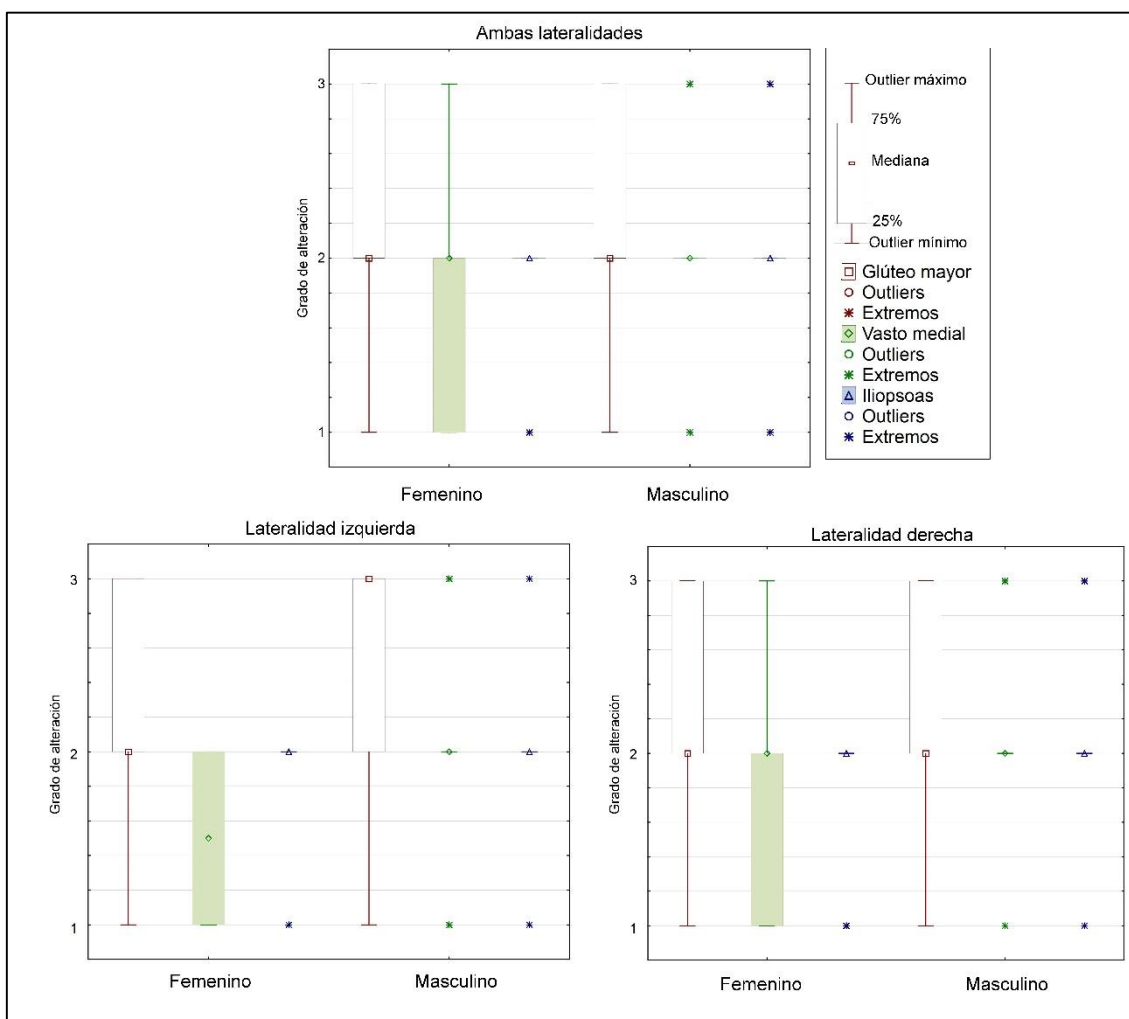 Ambas lateralidades
Grado de alteración
3
2
1
Femenino
Masculino
Outlier máximo
75%
Mediana
25%
Outlier mínimo
Glúteo mayor
Outliers
Extremos
Vasto medial
Outliers
Extremos
Iliopsoas
Outliers
Extremos
Lateralidad izquierda
Grado de alteración
3
2
1
Femenino
Masculino
Lateralidad derecha
Grado de alteración
3
2
1
Femenino
Masculino